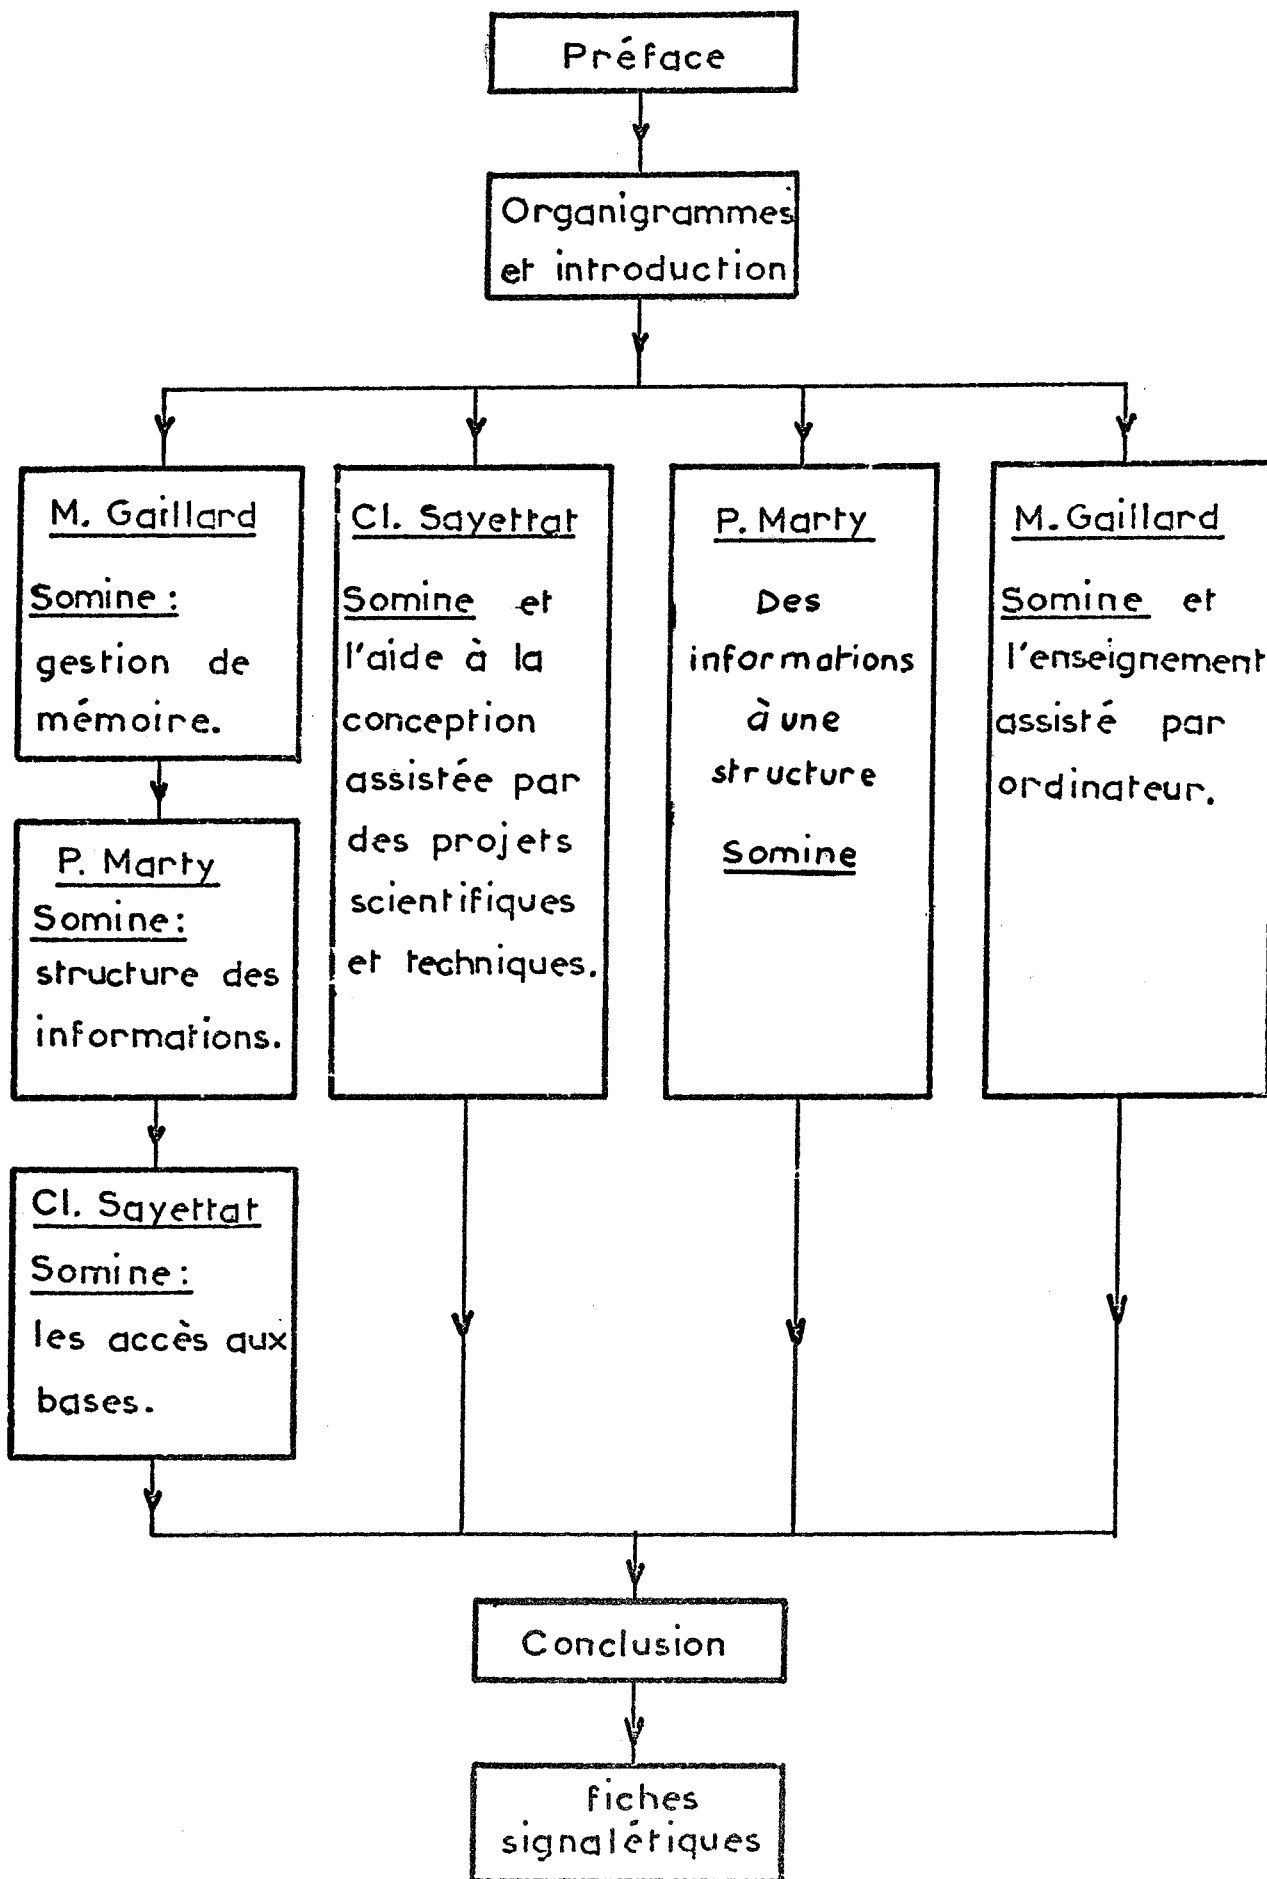 Préface
Organigrammes
et introduction
M. Gaillard
Somine :
gestion de
mémoire.
P. Marty
Somine :
structure des
informations.
Cl. Sayettat
Somine :
les accès aux
bases.
Cl. Sayettat
Somine et
l'aide à la
conception
assistée par
des projets
scientifiques
et techniques.
P. Marty
Des
informations
à une
structure
Somine
M. Gaillard
Somine et
l'enseignement
assisté par
ordinateur.
Conclusion
fiches
signalétiques